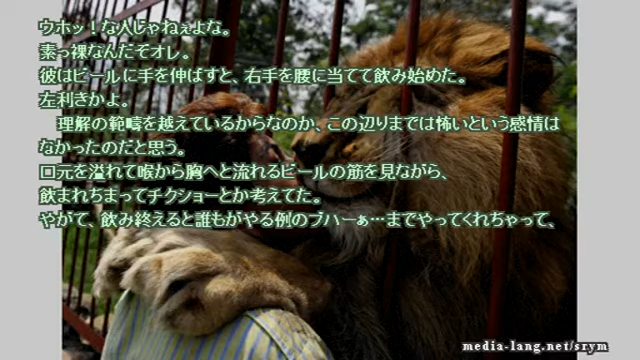 ウホッ！な人じゃねぇよな。
素っ裸なんだぞオレ。
彼はビールに手を伸ばすと、右手を腰に当てて飲み始めた。
左利きかよ。
　理解の範疇を越えているからなのか、この辺りまでは怖いという感情は
なかったのだと思う。
口元を溢れて喉から胸へと流れるビールの筋を見ながら、
飲まれちまってチクショーとか考えてた。
やがて、飲み終えると誰もがやる例のプハーぁ…までやってくれちゃって、
media-lang.net/srym